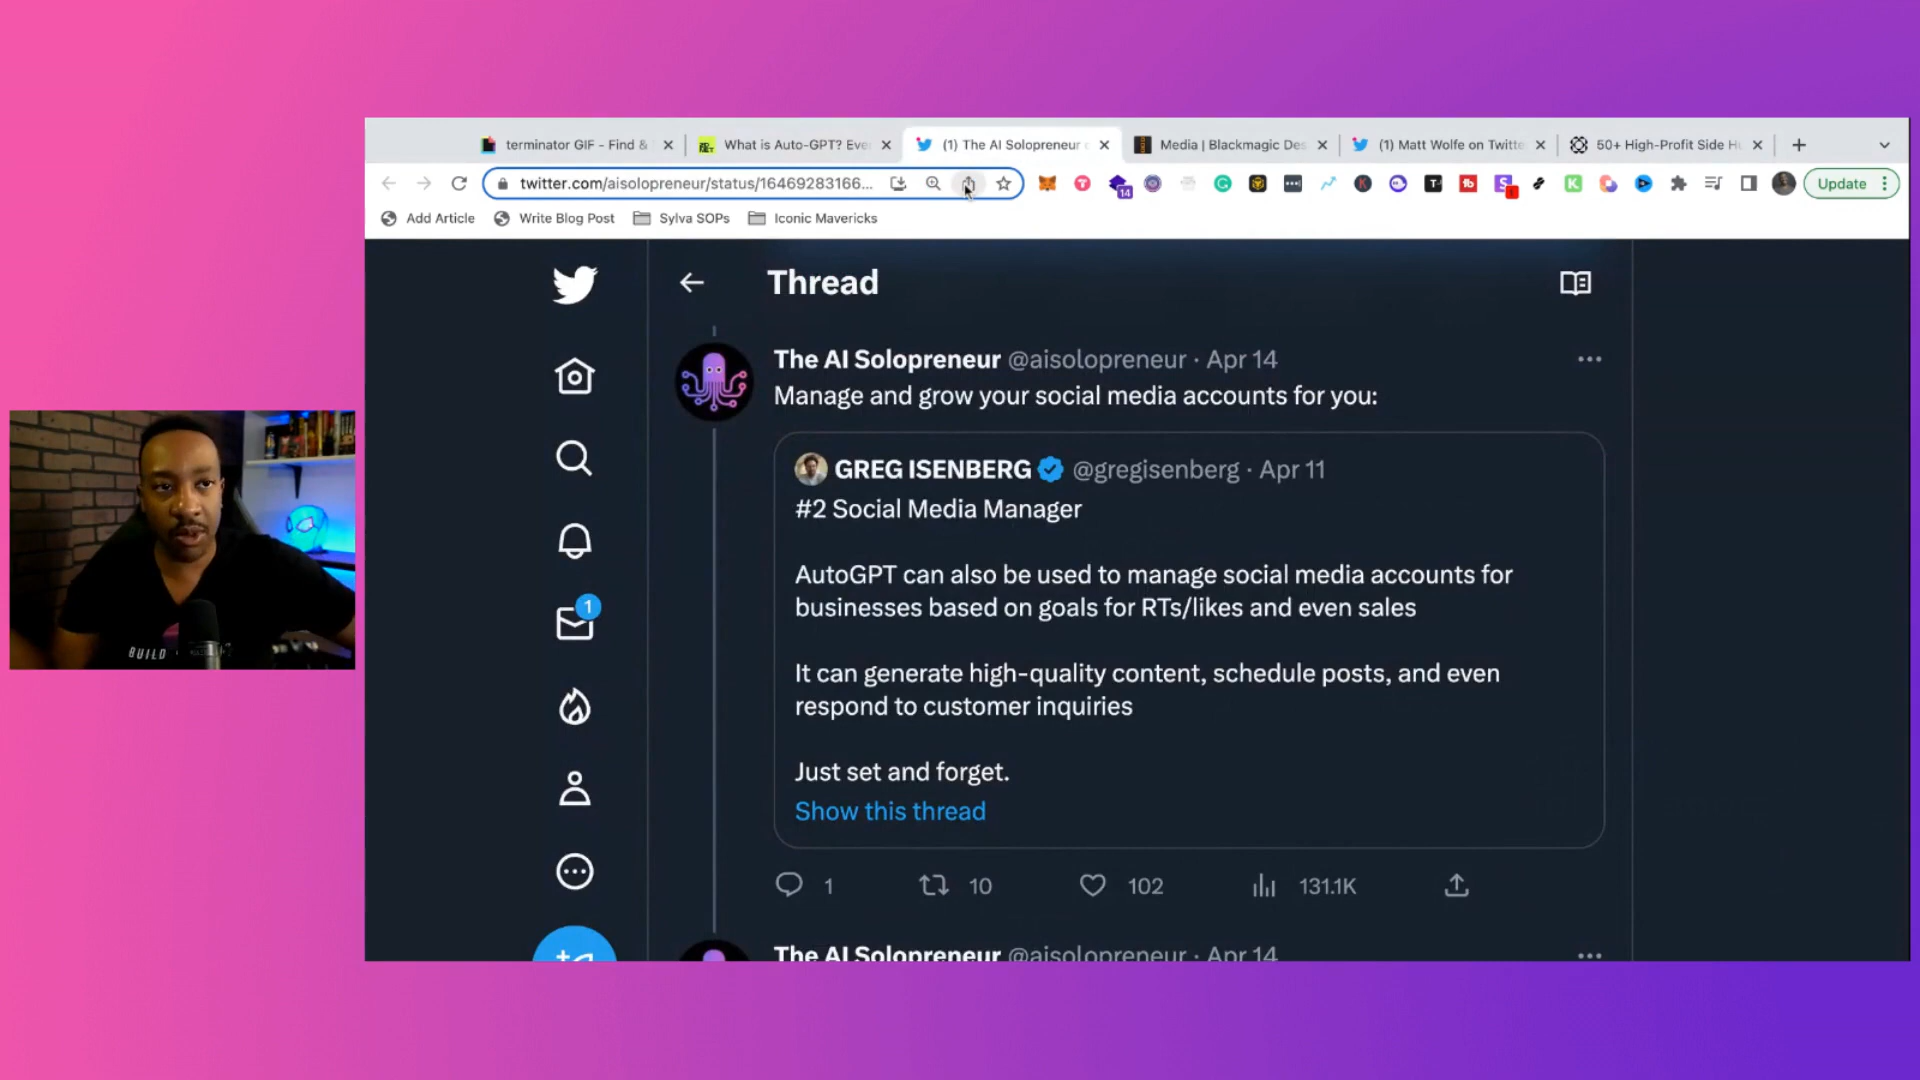 terminator GIF - Find &
What is Auto-GPT? Eve
(1) The AI Solopreneur
Media | Blackmagic Des
(1) Matt Wolfe on Twitte
50+ High-Profit Side H
twitter.com/aisolopreneur/status/16469283166...
14
Update
Add Article
Write Blog Post
Sylva SOPs
Iconic Mavericks
Thread
The AI Solopreneur @aisolopreneur · Apr 14
Manage and grow your social media accounts for you:
GREG ISENBERG @gregisenberg · Apr 11
#2 Social Media Manager
AutoGPT can also be used to manage social media accounts for
businesses based on goals for RTs/likes and even sales
It can generate high-quality content, schedule posts, and even
respond to customer inquiries
Just set and forget.
Show this thread
1
1
10
102
131.1K
The AI Solopreneur @aisolopreneur · Apr 14
BUILD